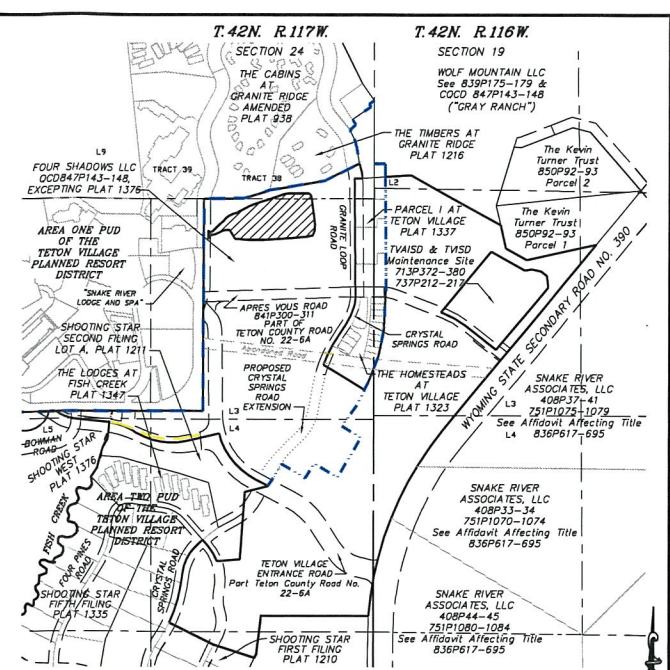 T.42N. R.117W.
SECTION 24
T.42N. R.116W.
SECTION 19
THE CABINS
AT
GRANITE RIDGE
AMENDED
PLAT 938
WOLF MOUNTAIN LLC
See 839P175-179 &
COCD 847P143-148
("GRAY RANCH")
THE TIMBERS AT
GRANITE RIDGE
PLAT 1216
L9
FOUR SHADOWS LLC
QCD847P143-148,
EXCEPTING PLAT 1376
TRACT 39
TRACT 38
L2
The Kevin
Turner Trust
850P92-93
Parcel 2
The Kevin
Turner Trust
850P92-93
Parcel 1
PARCEL 1 AT
TETON VILLAGE
PLAT 1337
GRANITE LOOP
ROAD
TVAISD & TVISD
Maintenance Site
713P372-380
737P212-217
AREA ONE PUD
OF THE
TETON VILLAGE
PLANNED RESORT
DISTRICT
"SNAKE RIVER
LODGE AND SPA"
WYOMING STATE SECONDARY ROAD NO. 390
APRES VOUS ROAD
841P300-311
PART OF
TETON COUNTY ROAD
NO. 22-6A
Abandoned Road
CRYSTAL
SPRINGS ROAD
SHOOTING STAR
SECOND FILING
LOT A, PLAT 1211
THE LODGES AT
FISH CREEK
PLAT 1347
PROPOSED
CRYSTAL
SPRINGS
ROAD
EXTENSION
THE HOMESTEADS
AT
TETON VILLAGE
PLAT 1323
SNAKE RIVER
ASSOCIATES, LLC
408P37-41
751P1075-1079
See Affidavit Affecting Title
836P617-695
L3
L4
L3
L4
L5
BOWMAN
ROAD
SHOOTING STAR
WEST
PLAT 1376
FISH CREEK
AREA TWO PUD
OF THE
TETON VILLAGE
PLANNED RESORT
DISTRICT
FOUR PINES
ROAD
CRYSTAL
SPRINGS ROAD
SNAKE RIVER
ASSOCIATES, LLC
408P33-34
751P1070-1074
See Affidavit Affecting Title
836P617-695
TETON VILLAGE
ENTRANCE ROAD
Part Teton County Road No.
22-6A
SHOOTING STAR
FIFTH FILING
PLAT 1335
SNAKE RIVER
ASSOCIATES, LLC
408P44-45
751P1080-1084
See Affidavit Affecting Title
836P617-695
SHOOTING STAR
FIRST FILING
PLAT 1210